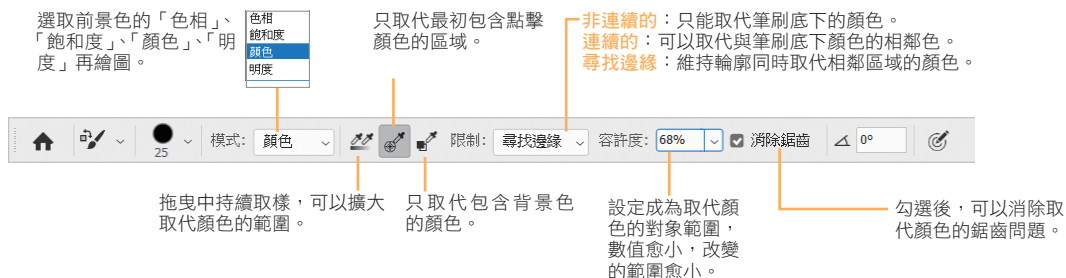 選取前景色的「色相」、
「飽和度」、「顏色」、「明
度」再繪圖。
色相
飽和度
顏色
明度
只取代最初包含點擊
顏色的區域。
非連續的：只能取代筆刷底下的顏色。
連續的：可以取代與筆刷底下顏色的相鄰色。
尋找邊緣：維持輪廓同時取代相鄰區域的顏色。
25
模式: 顏色
限制: 尋找邊緣
容許度: 68%
消除鋸齒
0°
拖曳中持續取樣，可以擴大
取代顏色的範圍。
只取代包含背景色
的顏色。
設定成為取代顏
色的對象範圍，
數值愈小，改變
的範圍愈小。
勾選後，可以消除取
代顏色的鋸齒問題。